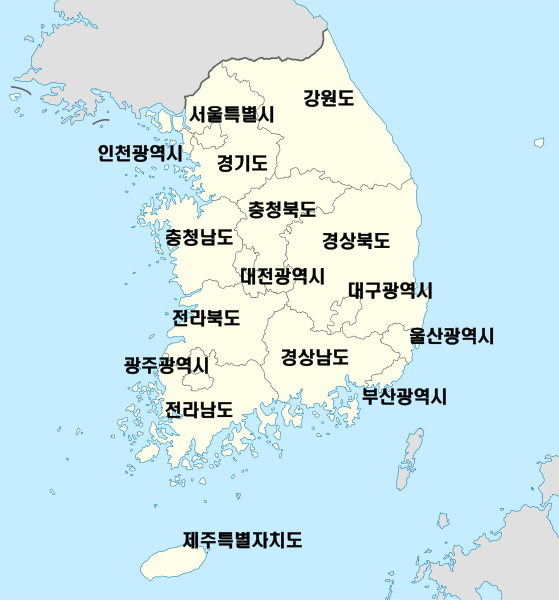 강원도
서울특별시
인천광역시
경기도
충청북도
충청남도
경상북도
대전광역시
대구광역시
전라북도
울산광역시
경상남도
광주광역시
부산광역시
전라남도
제주특별자치도